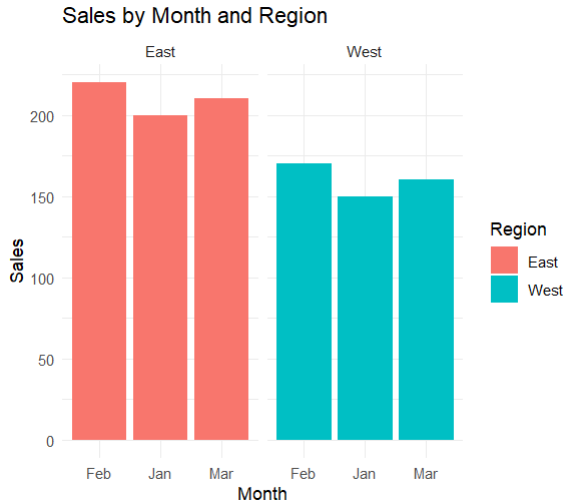 Sales by Month and Region
East
West
Sales
200
150
100
50
0
Feb Jan Mar
Feb Jan Mar
Month
Region
East
West